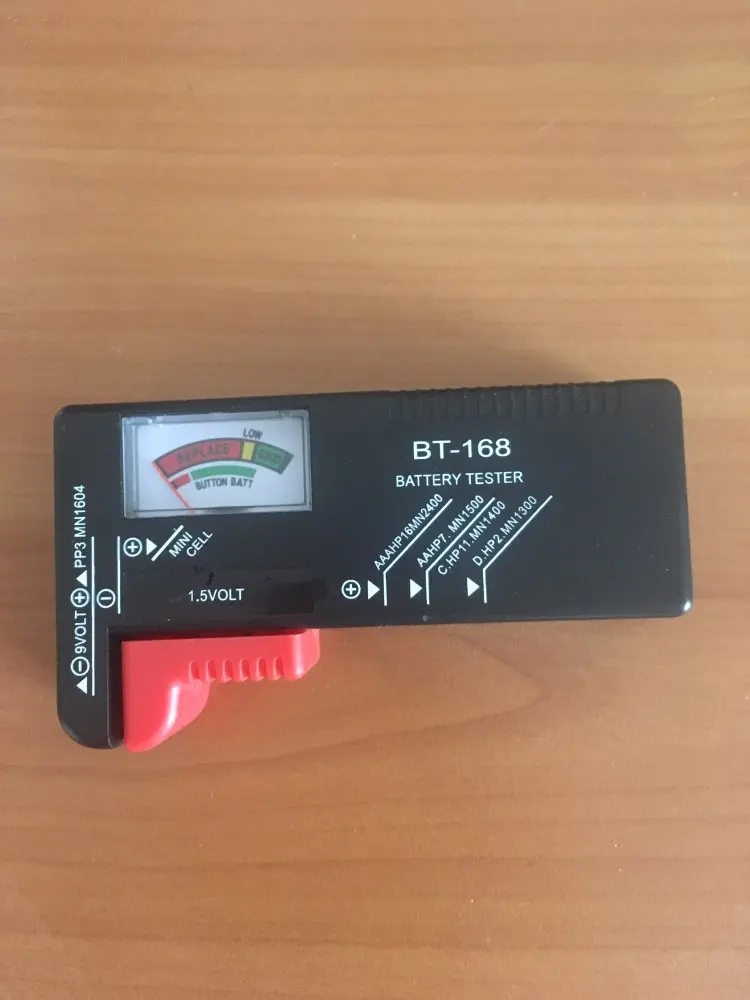 LOW
REPLACE GOOD
BUTTON BATT
BT-168
BATTERY TESTER
AAAHP16MN2400
AAHP7. MN1500
C.HP11.MN1400
D.HP2.MN1300
MINI
CELL
1.5VOLT
9VOLT PP3 MN1604